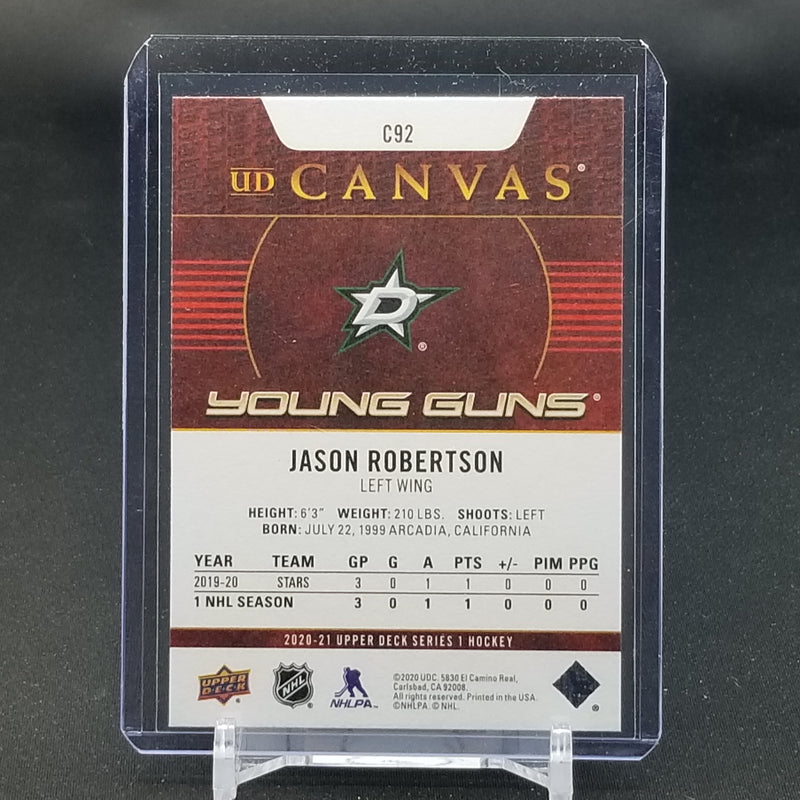 C92
UD CANVAS®
D
®
YOUNG GUNS®
JASON ROBERTSON
LEFT WING
HEIGHT: 6'3" WEIGHT: 210 LBS. SHOOTS: LEFT
BORN: JULY 22, 1999 ARCADIA, CALIFORNIA
YEAR TEAM GP G A PTS +/- PIM PPG
2019-20 STARS 3 0 1 1 0 0 0
1 NHL SEASON 3 0 1 1 0 0 0
2020-21 UPPER DECK SERIES 1 HOCKEY
UPPER DECK ® NHL NHLPA
©2020 UDC. 5830 El Camino Real,
Carlsbad, CA 92008.
All rights reserved. Printed in the USA.
©NHLPA. © NHL.
®